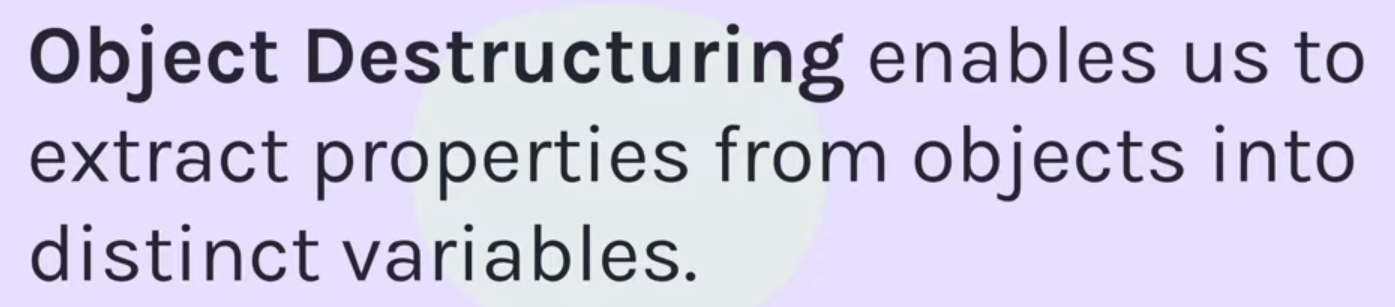 Object Destructuring enables us to
extract properties from objects into
distinct variables.